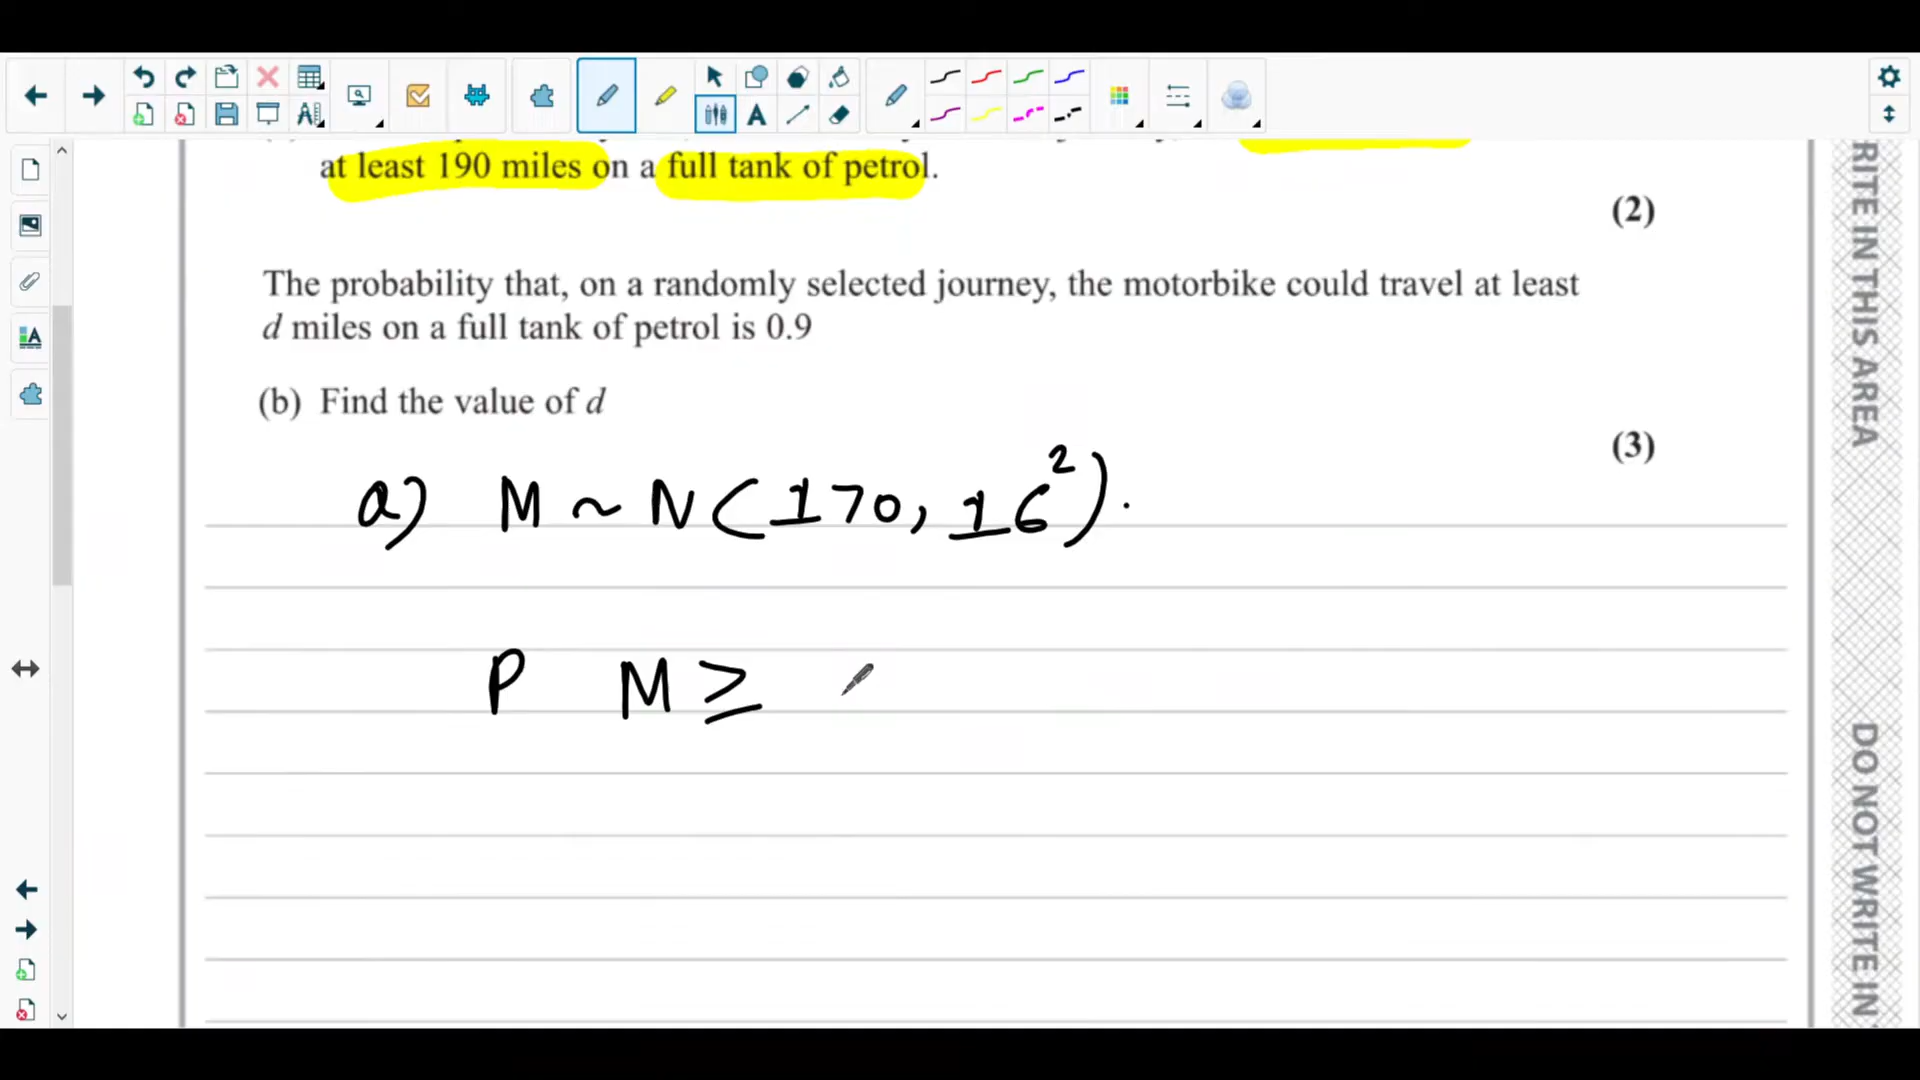 at least 190 miles on a full tank of petrol.
(2)
The probability that, on a randomly selected journey, the motorbike could travel at least
d miles on a full tank of petrol is 0.9
(b) Find the value of d
(3)
a) M ~ N(170, 16²).
P M ≥
RITE IN THIS AREA
DO NOT WRITE IN